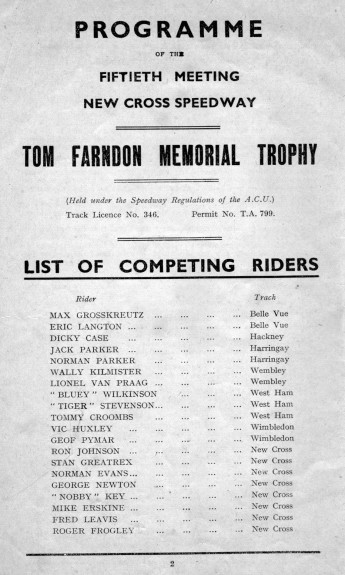 PROGRAMME
OF THE
FIFTIETH MEETING
NEW CROSS SPEEDWAY
TOM FARNDON MEMORIAL TROPHY
(Held under the Speedway Regulations of the A.C.U.)
Track Licence No. 346. Permit No. T.A. 799.
LIST OF COMPETING RIDERS
Rider Track
MAX GROSSKREUTZ ... ... ... ... Belle Vue
ERIC LANGTON ... ... ... ... ... Belle Vue
DICKY CASE ... ... ... ... ... Hackney
JACK PARKER ... ... ... ... ... Harringay
NORMAN PARKER ... ... ... ... Harringay
WALLY KILMISTER ... ... ... ... Wembley
LIONEL VAN PRAAG ... ... ... ... Wembley
"BLUEY" WILKINSON ... ... ... West Ham
"TIGER" STEVENSON... ... ... ... West Ham
TOMMY CROOMBS ... ... ... ... West Ham
VIC HUXLEY ... ... ... ... ... Wimbledon
GEOF PYMAR ... ... ... ... ... Wimbledon
RON JOHNSON ... ... ... ... ... New Cross
STAN GREATREX ... ... ... ... New Cross
NORMAN EVANS... ... ... ... ... New Cross
GEORGE NEWTON ... ... ... ... New Cross
"NOBBY" KEY ... ... ... ... ... New Cross
MIKE ERSKINE ... ... ... ... ... New Cross
FRED LEAVIS ... ... ... ... ... New Cross
ROGER FROGLEY ... ... ... ... New Cross
2